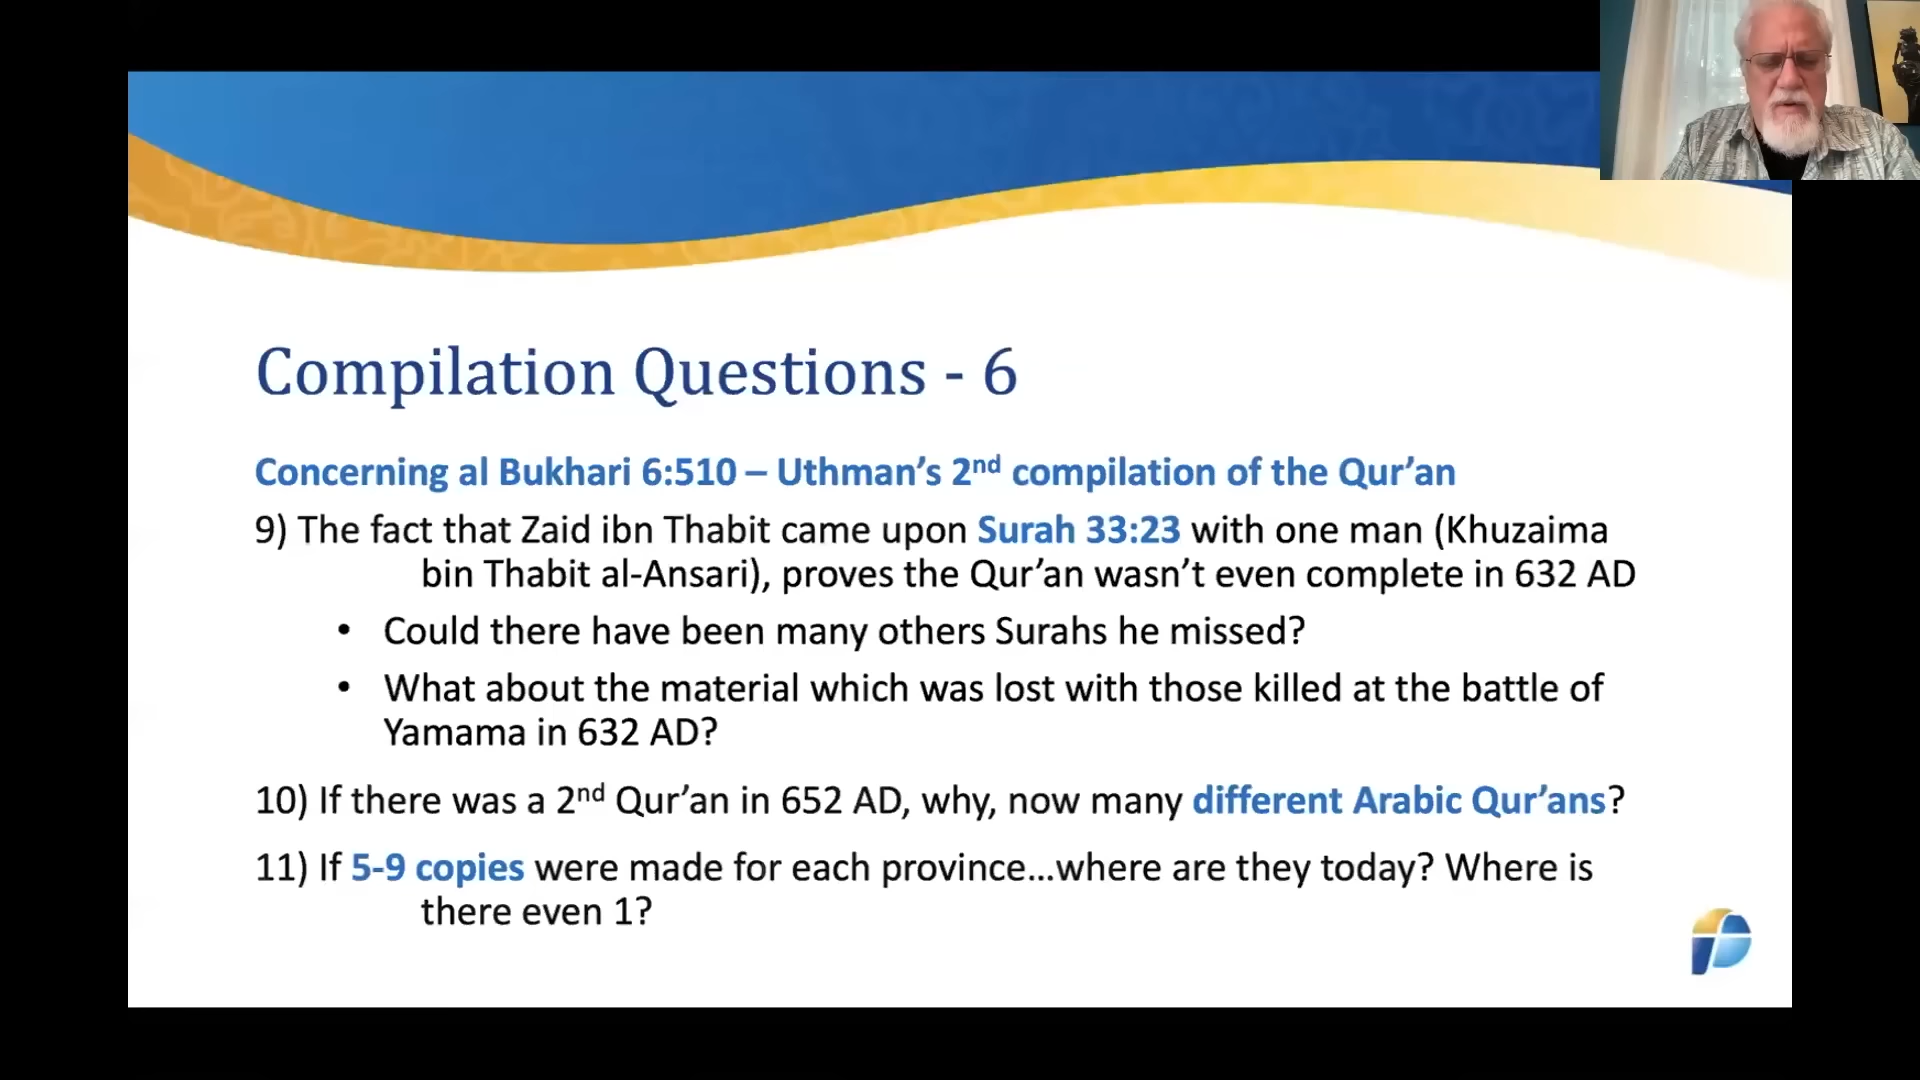 Compilation Questions - 6
Concerning al Bukhari 6:510 – Uthman’s 2nd compilation of the Qur’an
9) The fact that Zaid ibn Thabit came upon Surah 33:23 with one man (Khuzaima
bin Thabit al-Ansari), proves the Qur’an wasn’t even complete in 632 AD
• Could there have been many others Surahs he missed?
• What about the material which was lost with those killed at the battle of
Yamama in 632 AD?
10) If there was a 2nd Qur’an in 652 AD, why, now many different Arabic Qur’ans?
11) If 5-9 copies were made for each province...where are they today? Where is
there even 1?